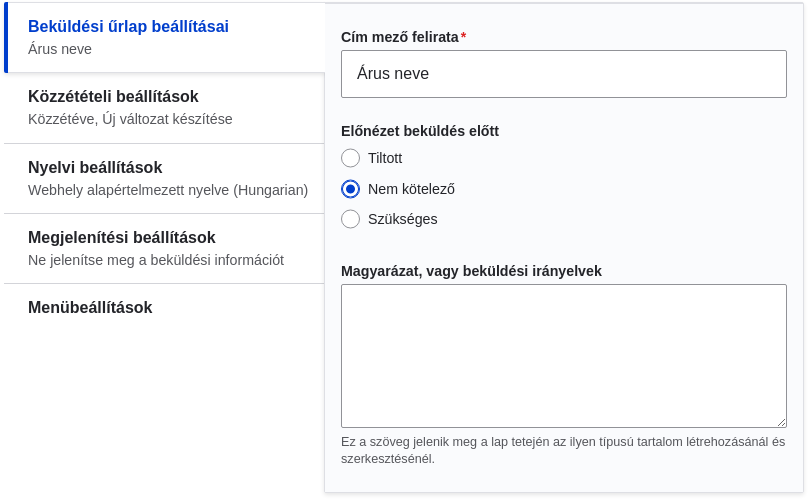 Beküldési űrlap beállításai
Árus neve
Közzétételi beállítások
Közzétéve, Új változat készítése
Nyelvi beállítások
Webhely alapértelmezett nyelve (Hungarian)
Megjelenítési beállítások
Ne jelenítse meg a beküldési információt
Menübeállítások
Cím mező felirata*
Árus neve
Előnézet beküldés előtt
Tiltott
Nem kötelező
Szükséges
Magyarázat, vagy beküldési irányelvek
Ez a szöveg jelenik meg a lap tetején az ilyen típusú tartalom létrehozásánál és
szerkesztésénél.